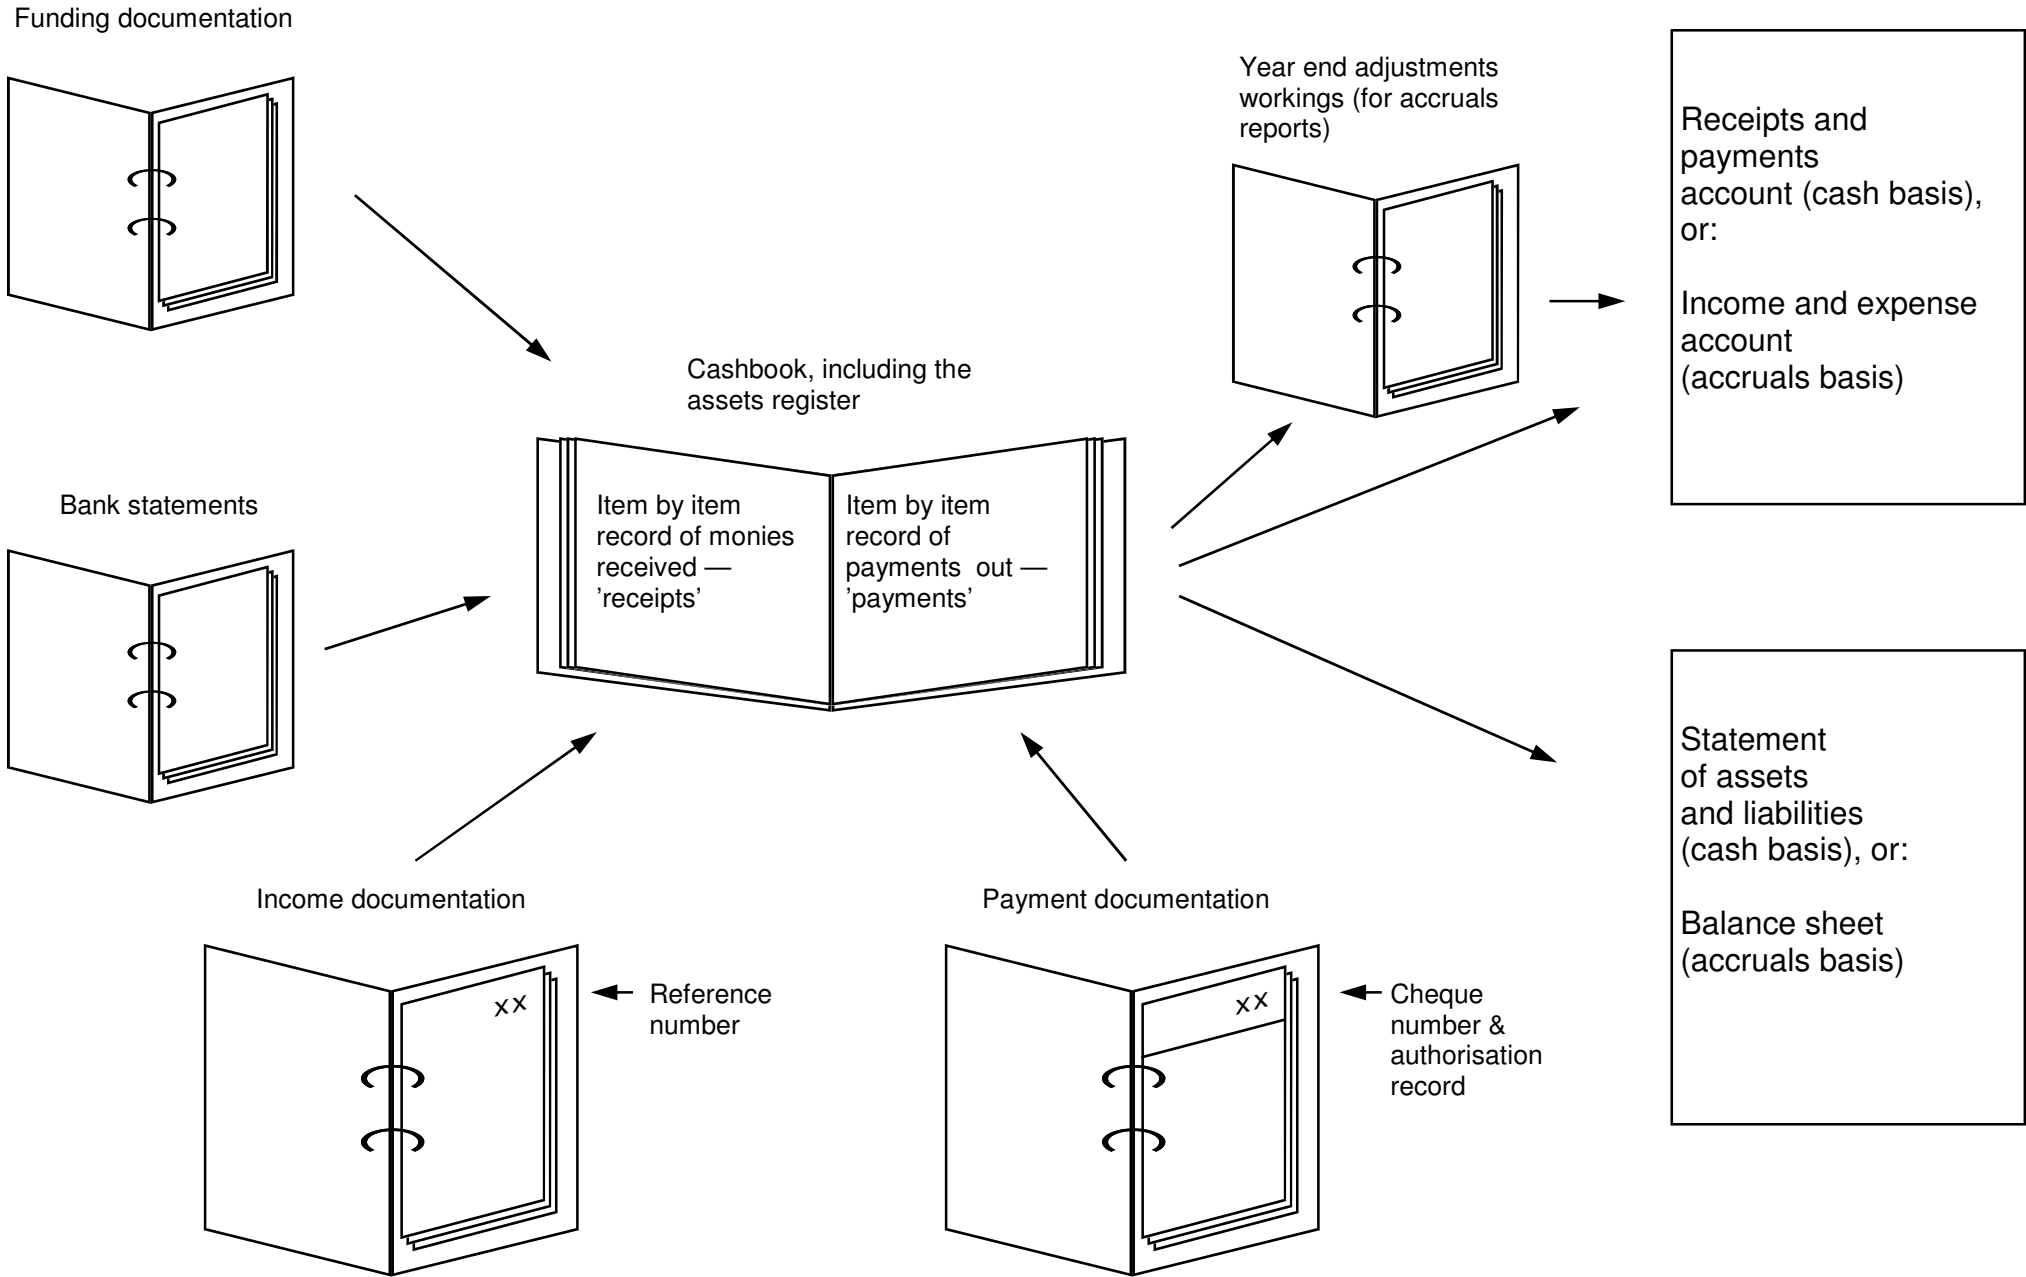 Funding documentation
Year end adjustments
workings (for accruals
reports)
Receipts and
payments
account (cash basis),
or:
Income and expense
account
(accruals basis)
Cashbook, including the
assets register
Bank statements
Item by item
record of monies
received —
'receipts'
Item by item
record of
payments  out —
'payments'
Statement
of assets
and liabilities
(cash basis), or:
Balance sheet
(accruals basis)
Income documentation
xx
Reference
number
Payment documentation
xx
Cheque
number &
authorisation
record